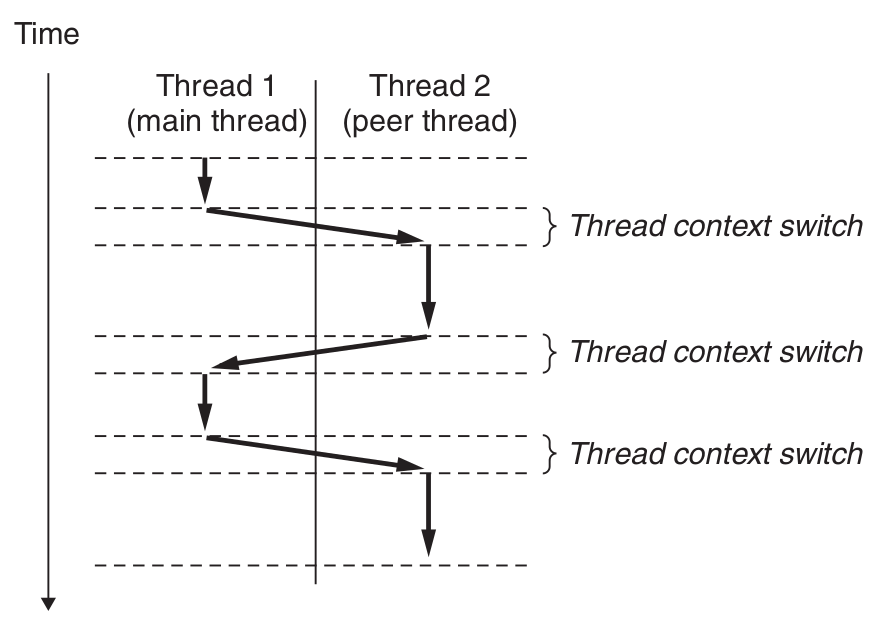 Time
Thread 1
(main thread)
Thread 2
(peer thread)
Thread context switch
Thread context switch
Thread context switch